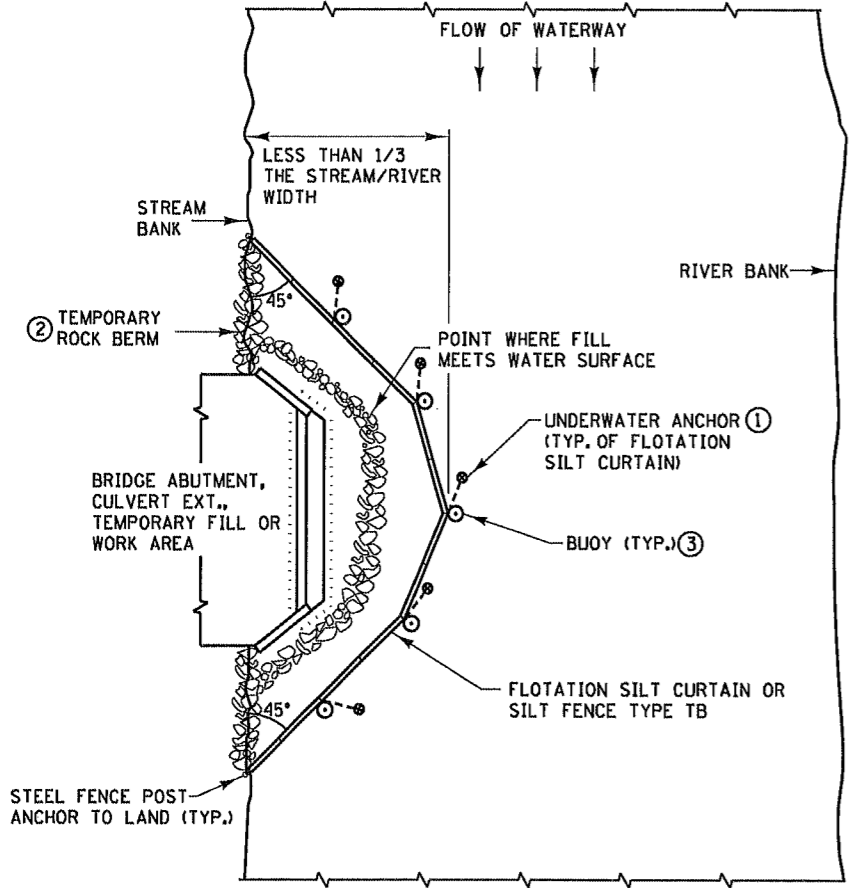 FLOW OF WATERWAY
LESS THAN 1/3
THE STREAM/RIVER
WIDTH
STREAM
BANK
RIVER BANK
45°
② TEMPORARY
ROCK BERM
POINT WHERE FILL
MEETS WATER SURFACE
UNDERWATER ANCHOR ①
(TYP. OF FLOTATION
SILT CURTAIN)
BRIDGE ABUTMENT,
CULVERT EXT.,
TEMPORARY FILL OR
WORK AREA
BUOY (TYP.) ③
FLOTATION SILT CURTAIN OR
SILT FENCE TYPE TB
45°
STEEL FENCE POST
ANCHOR TO LAND (TYP.)